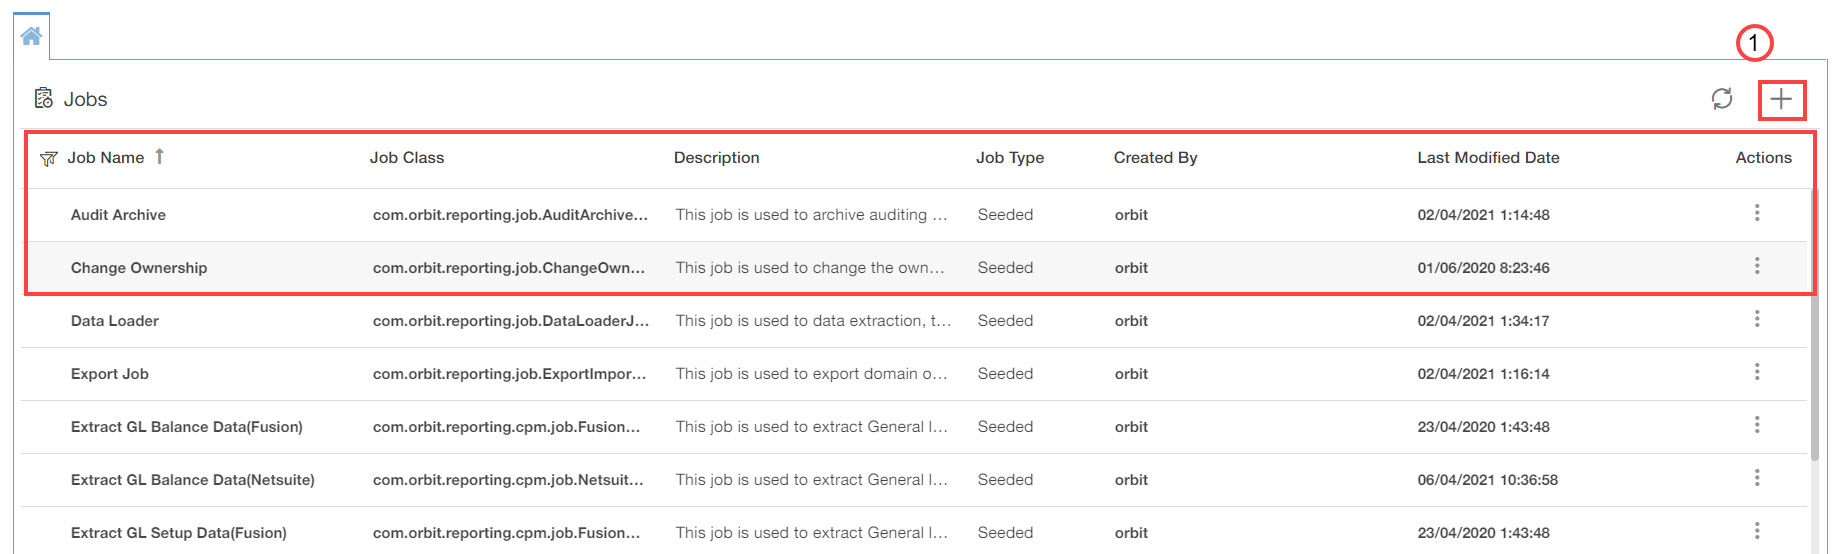 1
Jobs
Job Name Job Class Description Job Type Created By Last Modified Date Actions
Audit Archive com.orbit.reporting.job.AuditArchive... This job is used to archive auditing ... Seeded orbit 02/04/2021 1:14:48
Change Ownership com.orbit.reporting.job.ChangeOwn... This job is used to change the own... Seeded orbit 01/06/2020 8:23:46
Data Loader com.orbit.reporting.job.DataLoaderJ... This job is used to data extraction, t... Seeded orbit 02/04/2021 1:34:17
Export Job com.orbit.reporting.job.ExportImpor... This job is used to export domain o... Seeded orbit 02/04/2021 1:16:14
Extract GL Balance Data(Fusion) com.orbit.reporting.cpm.job.Fusion... This job is used to extract General l... Seeded orbit 23/04/2020 1:43:48
Extract GL Balance Data(Netsuite) com.orbit.reporting.cpm.job.Netsuit... This job is used to extract General l... Seeded orbit 06/04/2021 10:36:58
Extract GL Setup Data(Fusion) com.orbit.reporting.cpm.job.Fusion... This job is used to extract General l... Seeded orbit 23/04/2020 1:43:48